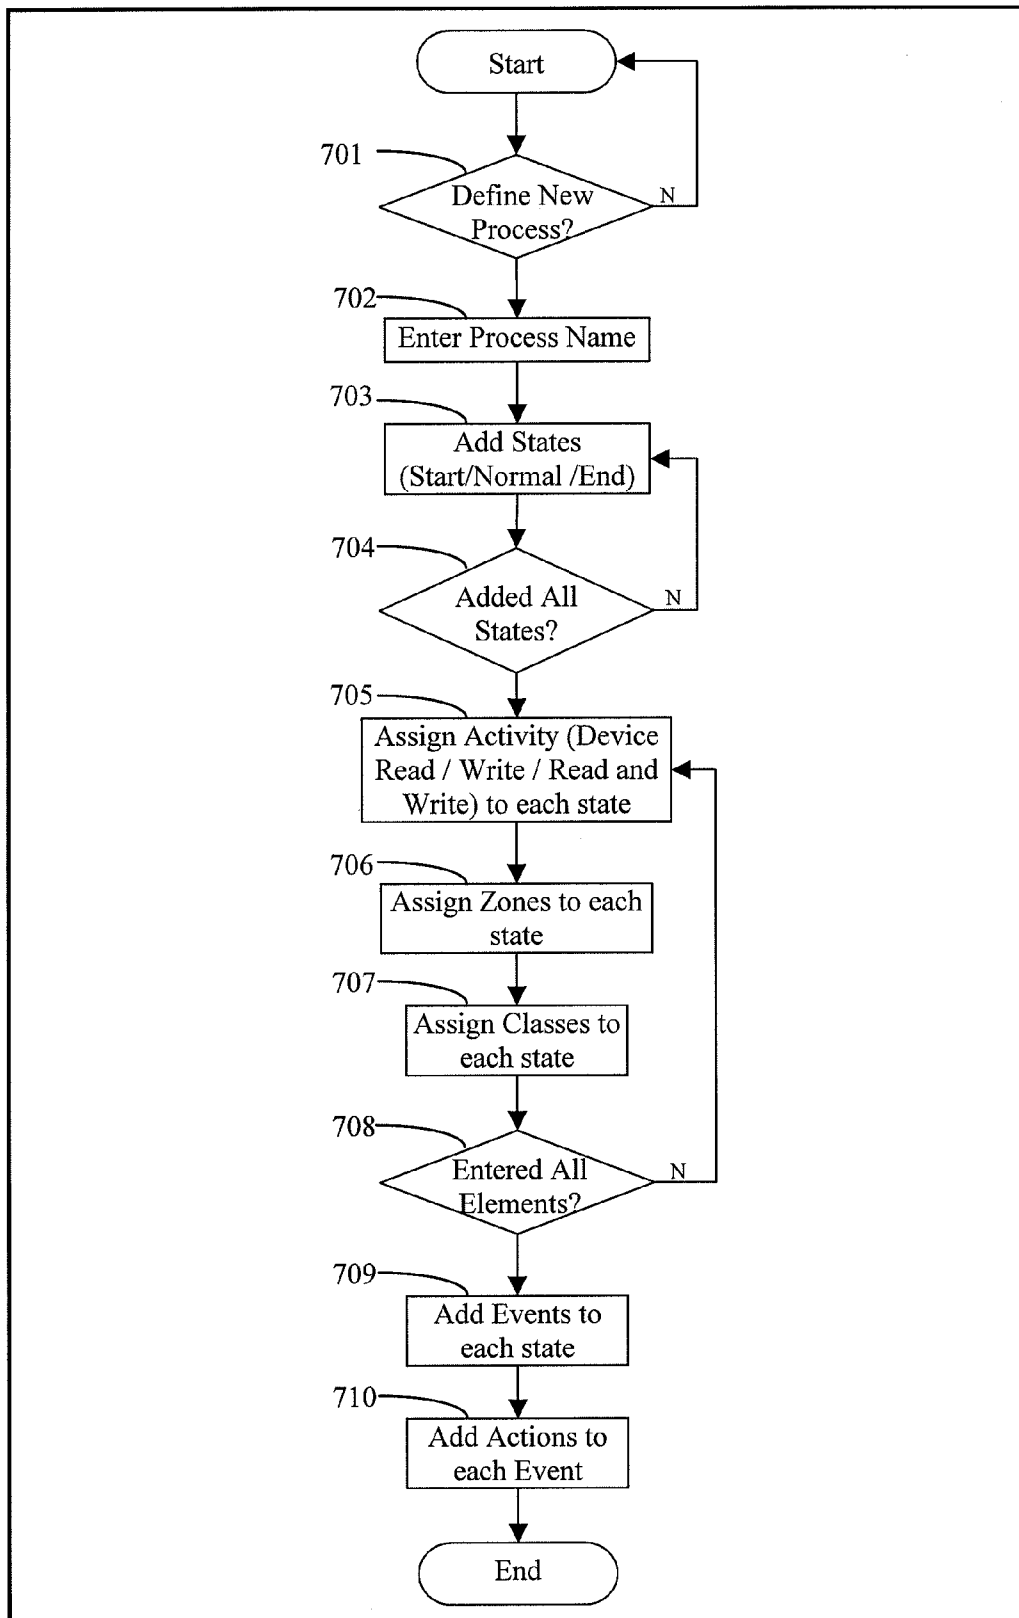 Start
701
Define New
Process?
N
702
Enter Process Name
703
Add States
(Start/Normal /End)
704
Added All
States?
N
705
Assign Activity (Device
Read / Write / Read and
Write) to each state
706
Assign Zones to each
state
707
Assign Classes to
each state
708
Entered All
Elements?
N
709
Add Events to
each state
710
Add Actions to
each Event
End